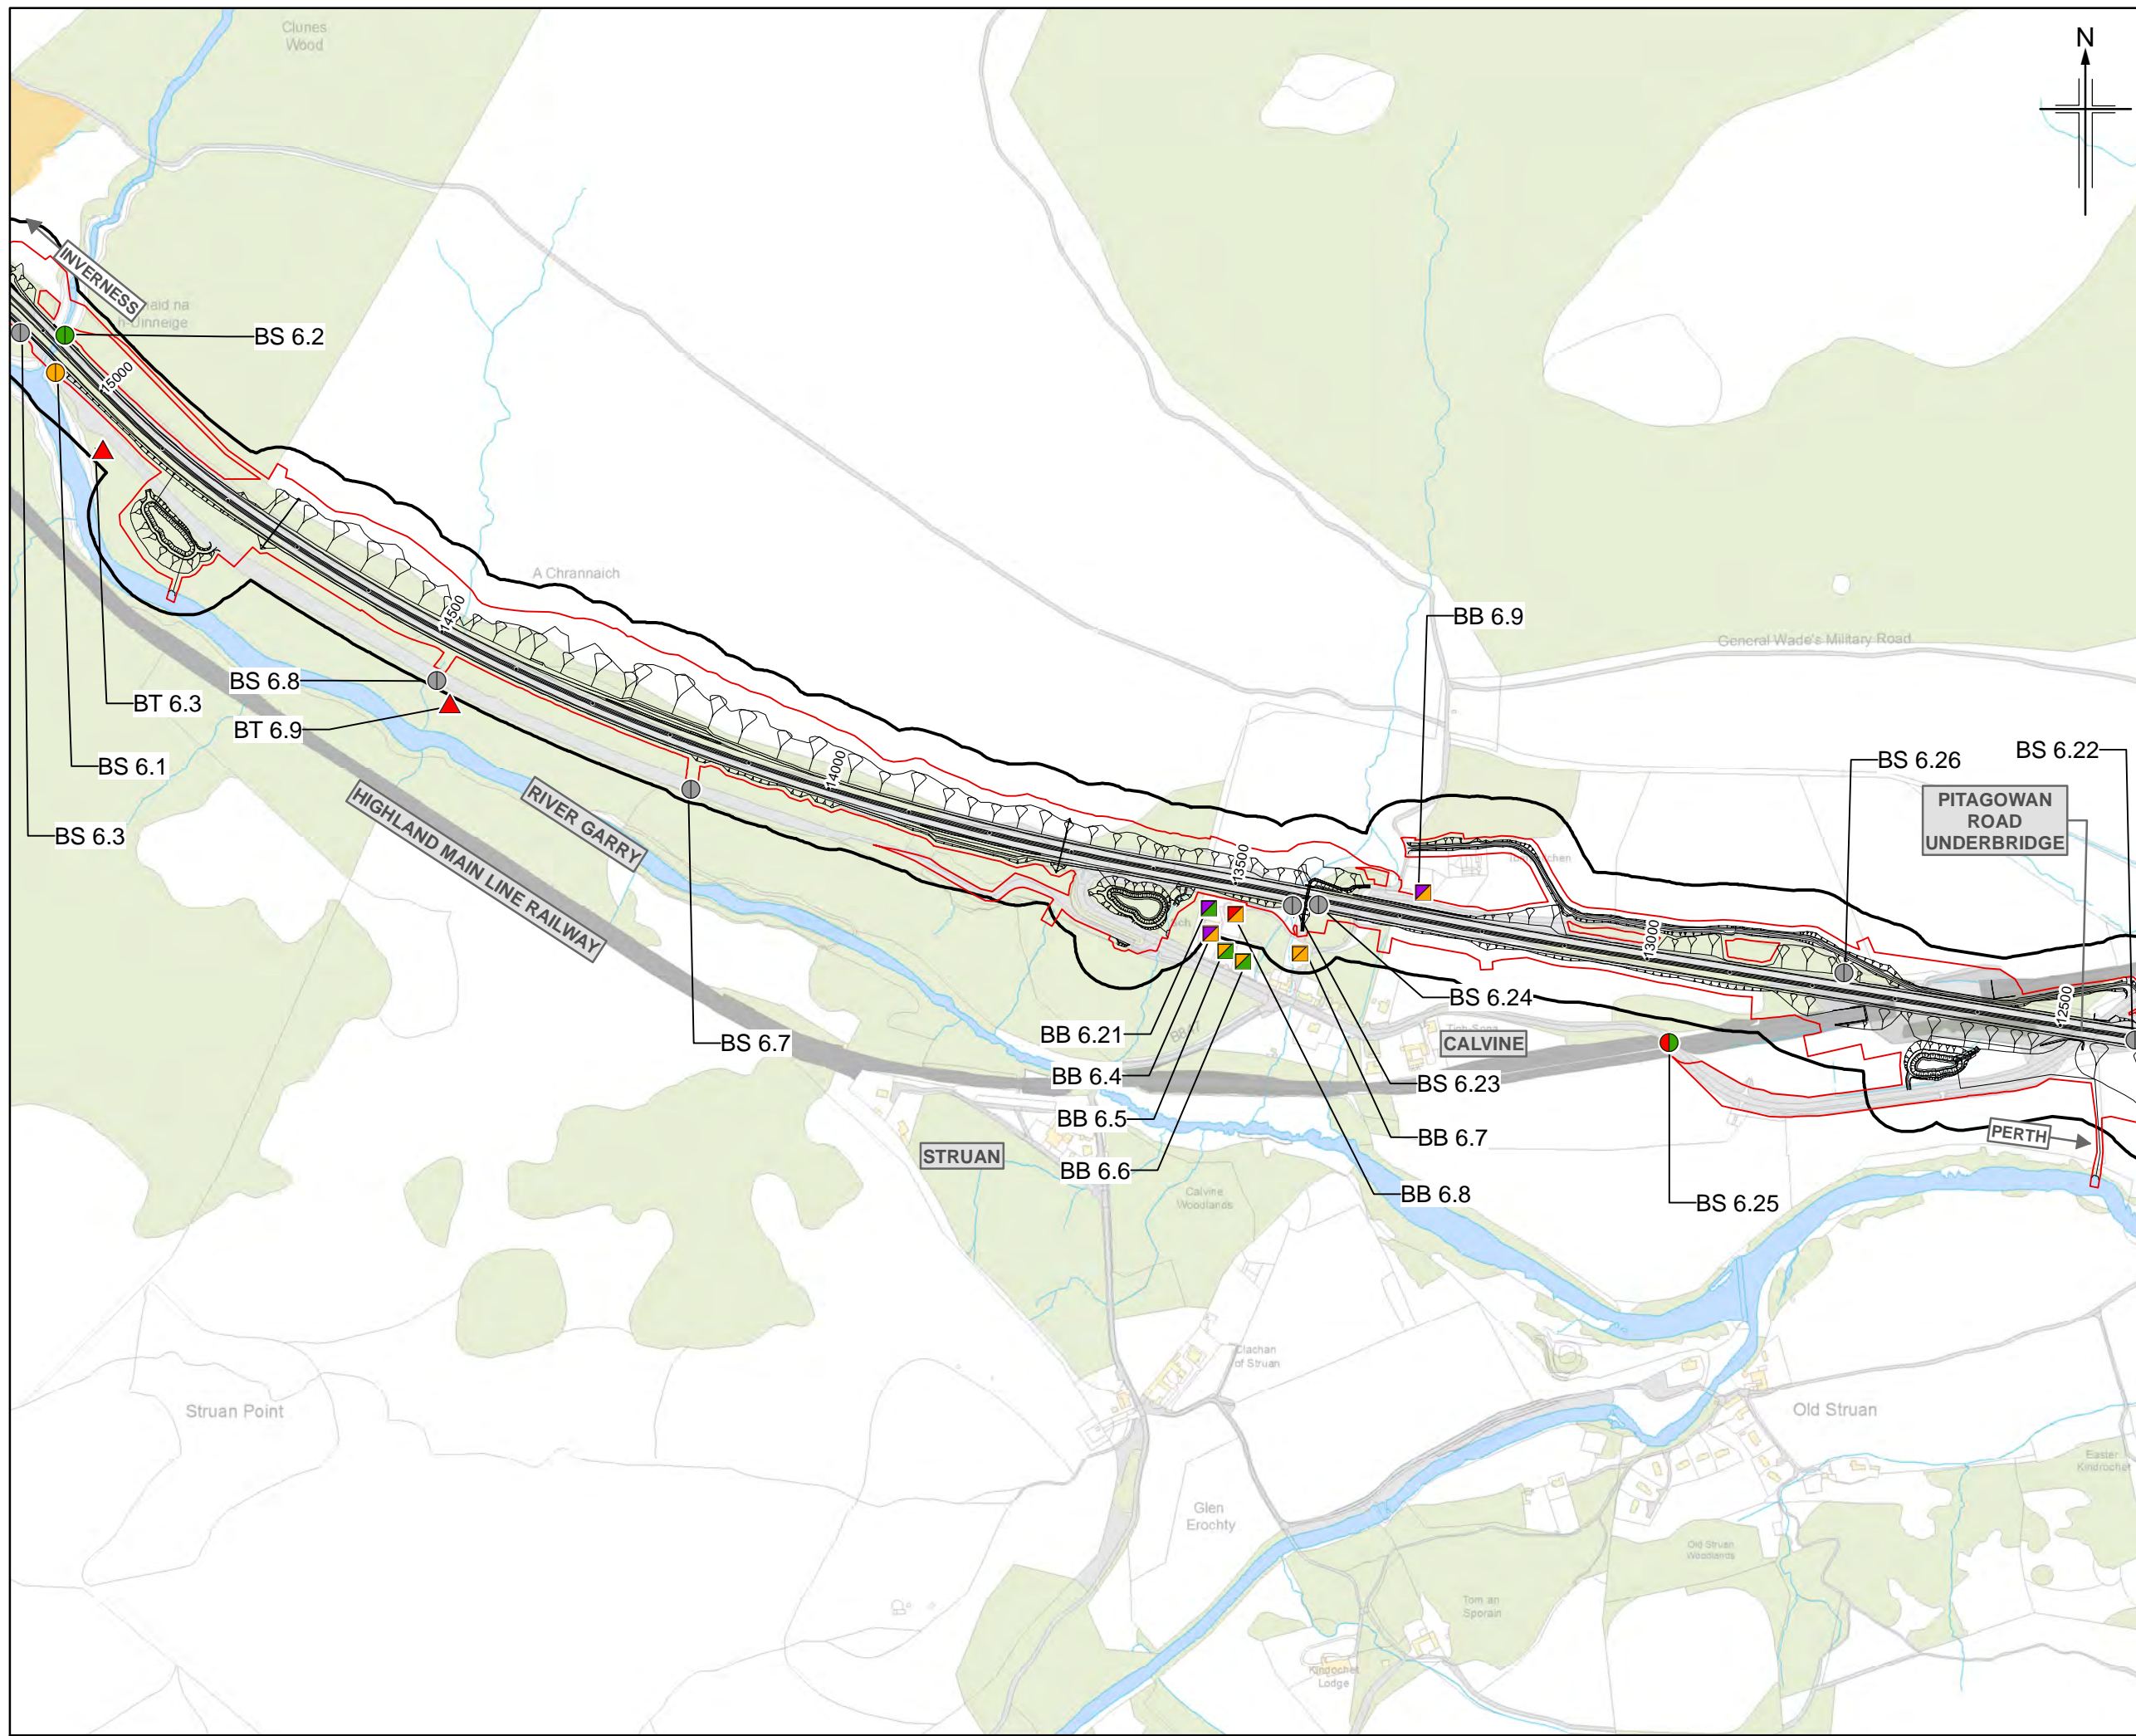 Clunes
Wood
N
INVERNESS
h-Uinneige
BS 6.2
15000
A Chrannaich
14500
BB 6.9
General Wade's Military Road
BS 6.8
BT 6.3
BT 6.9
BS 6.1
BS 6.3
14000
RIVER GARRY
HIGHLAND MAIN LINE RAILWAY
BS 6.26
BS 6.22
PITAGOWAN
ROAD
UNDERBRIDGE
13500
13000
12500
BS 6.24
BB 6.21
BS 6.7
CALVINE
BB 6.4
BS 6.23
BB 6.5
BB 6.7
PERTH
STRUAN
BB 6.6
BB 6.8
BS 6.25
Calvine
Woodlands
Clachan
of Struan
Struan Point
Old Struan
Easter
Kindrochet
Glen
Erochty
Old Struan
Woodlands
Tom an
Sporain
Kindochet
Lodge